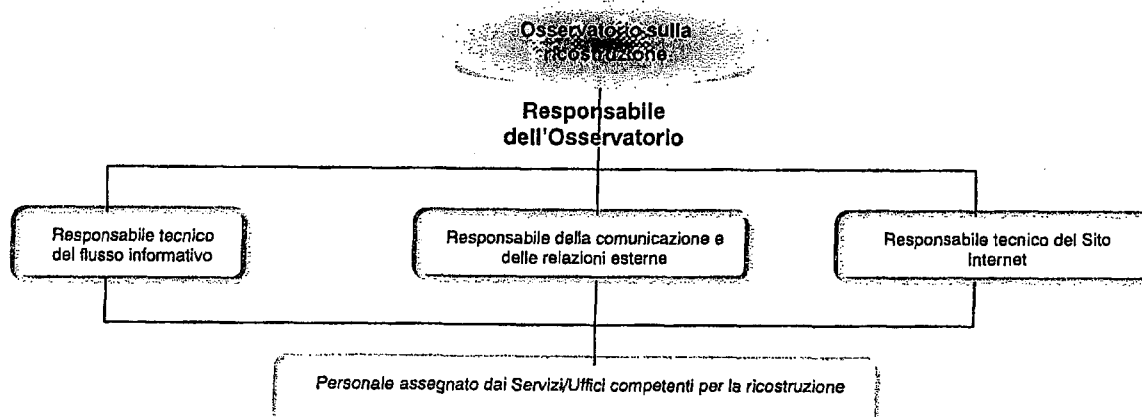 Osservatorio sulla
ricostruzione
Responsabile
dell'Osservatorio
Responsabile tecnico
del flusso informativo
Responsabile della comunicazione e
delle relazioni esterne
Responsabile tecnico del Sito
Internet
Personale assegnato dai Servizi/Uffici competenti per la ricostruzione